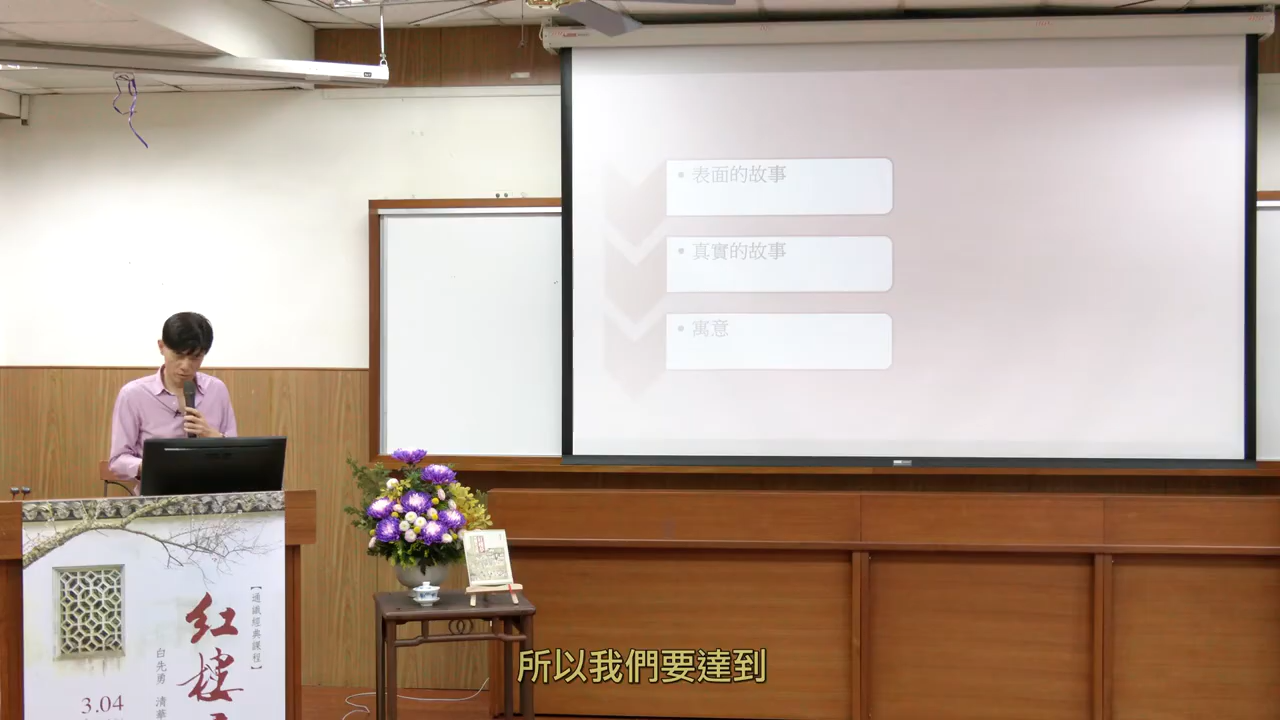 表面的故事
真實的故事
寓意
【通識經典課程】
紅樓
白先勇 清華
3.04
所以我們要達到